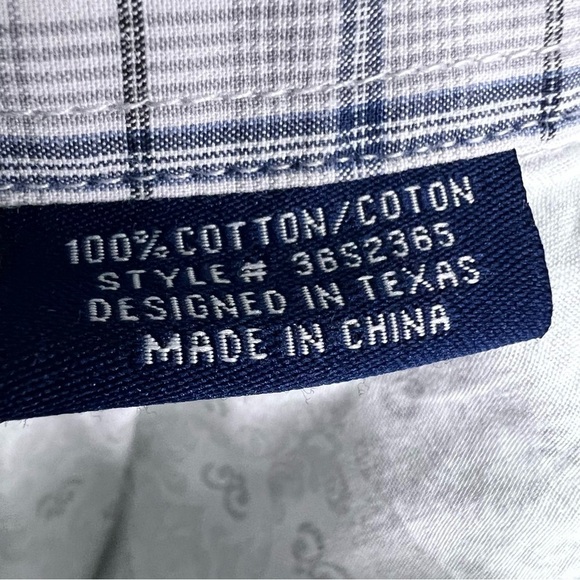 100% COTTON/COTON
STYLE# 36S2365
DESIGNED IN TEXAS
MADE IN CHINA